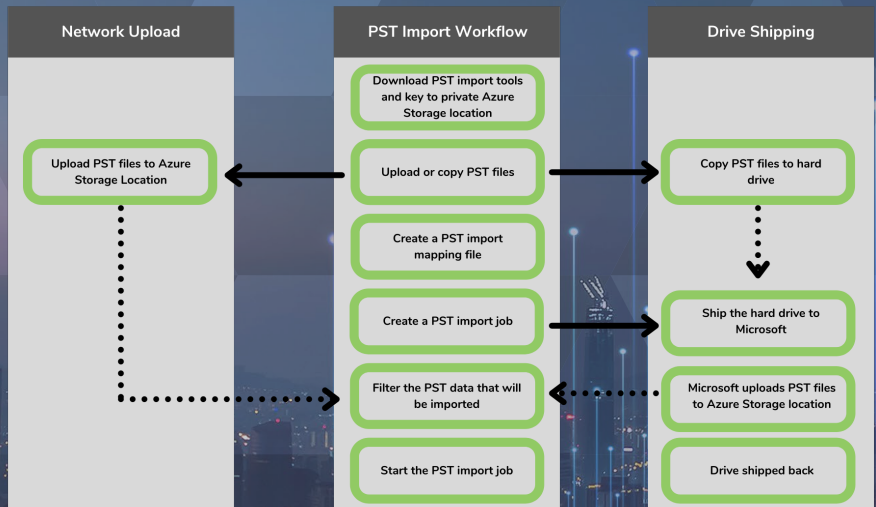 Network Upload
PST Import Workflow
Drive Shipping
Download PST import tools
and key to private Azure
Storage location
Upload PST files to Azure
Storage Location
Upload or copy PST files
Copy PST files to hard
drive
Create a PST import
mapping file
Create a PST import job
Ship the hard drive to
Microsoft
Filter the PST data that will
be imported
Microsoft uploads PST files
to Azure Storage location
Start the PST import job
Drive shipped back